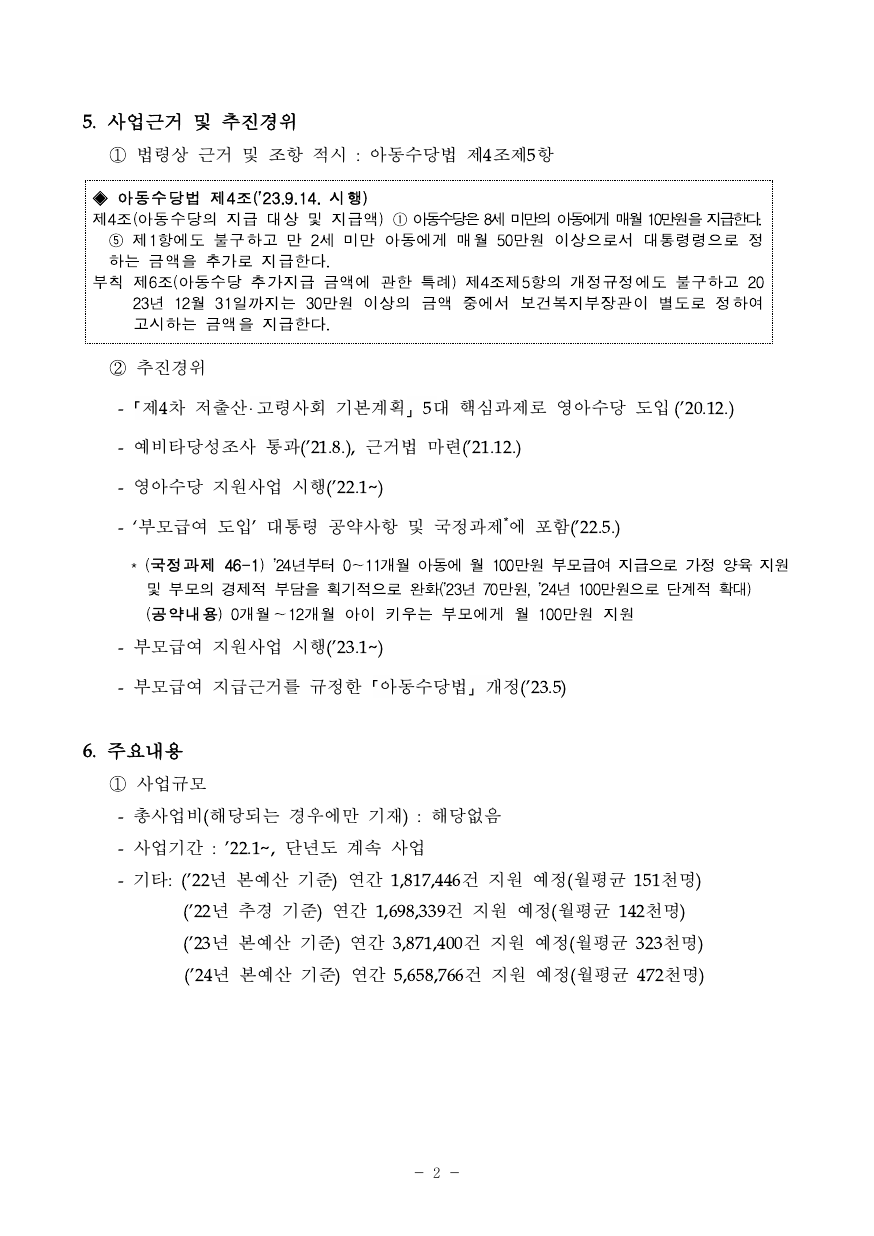 5. 사업근거 및 추진경위
① 법령상 근거 및 조항 적시 : 아동수당법 제4조제5항
◈ 아동수당법 제4조('23.9.14. 시행)
제4조(아동수당의 지급 대상 및 지급액) ① 아동수당은 8세 미만의 아동에게 매월 10만원을 지급한다.
⑤ 제1항에도 불구하고 만 2세 미만 아동에게 매월 50만원 이상으로서 대통령령으로 정
하는 금액을 추가로 지급한다.
부칙 제6조(아동수당 추가지급 금액에 관한 특례) 제4조제5항의 개정규정에도 불구하고 20
23년 12월 31일까지는 30만원 이상의 금액 중에서 보건복지부장관이 별도로 정하여
고시하는 금액을 지급한다.
② 추진경위
- 「제4차 저출산·고령사회 기본계획」 5대 핵심과제로 영아수당 도입 ('20.12.)
- 예비타당성조사 통과('21.8.), 근거법 마련('21.12.)
- 영아수당 지원사업 시행('22.1~)
- '부모급여 도입' 대통령 공약사항 및 국정과제*에 포함('22.5.)
* (국정과제 46-1) '24년부터 0~11개월 아동에 월 100만원 부모급여 지급으로 가정 양육 지원
및 부모의 경제적 부담을 획기적으로 완화('23년 70만원, '24년 100만원으로 단계적 확대)
(공약내용) 0개월~12개월 아이 키우는 부모에게 월 100만원 지원
- 부모급여 지원사업 시행('23.1~)
- 부모급여 지급근거를 규정한 「아동수당법」 개정('23.5)
6. 주요내용
① 사업규모
- 총사업비(해당되는 경우에만 기재) : 해당없음
- 사업기간 : '22.1~, 단년도 계속 사업
- 기타: ('22년 본예산 기준) 연간 1,817,446건 지원 예정(월평균 151천명)
('22년 추경 기준) 연간 1,698,339건 지원 예정(월평균 142천명)
('23년 본예산 기준) 연간 3,871,400건 지원 예정(월평균 323천명)
('24년 본예산 기준) 연간 5,658,766건 지원 예정(월평균 472천명)
- 2 -